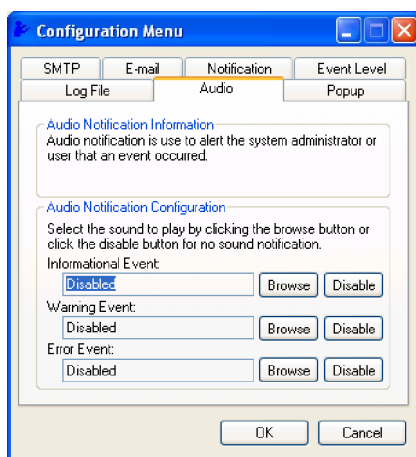 Configuration Menu
SMTP E-mail Notification Event Level
Log File Audio Popup
Audio Notification Information
Audio notification is use to alert the system administrator or
user that an event occurred.
Audio Notification Configuration
Select the sound to play by clicking the browse button or
click the disable button for no sound notification.
Informational Event:
Disabled Browse Disable
Warning Event:
Disabled Browse Disable
Error Event:
Disabled Browse Disable
OK Cancel